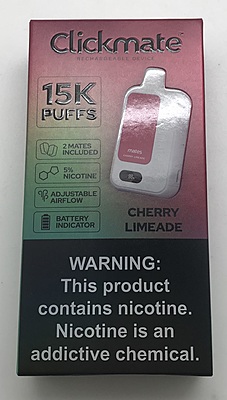 Clickmate
RECHARGEABLE DEVICE
15K
PUFFS
2 MATES
INCLUDED
5%
NICOTINE
ADJUSTABLE
AIRFLOW
BATTERY
INDICATOR
CHERRY
LIMEADE
WARNING:
This product
contains nicotine.
Nicotine is an
addictive chemical.